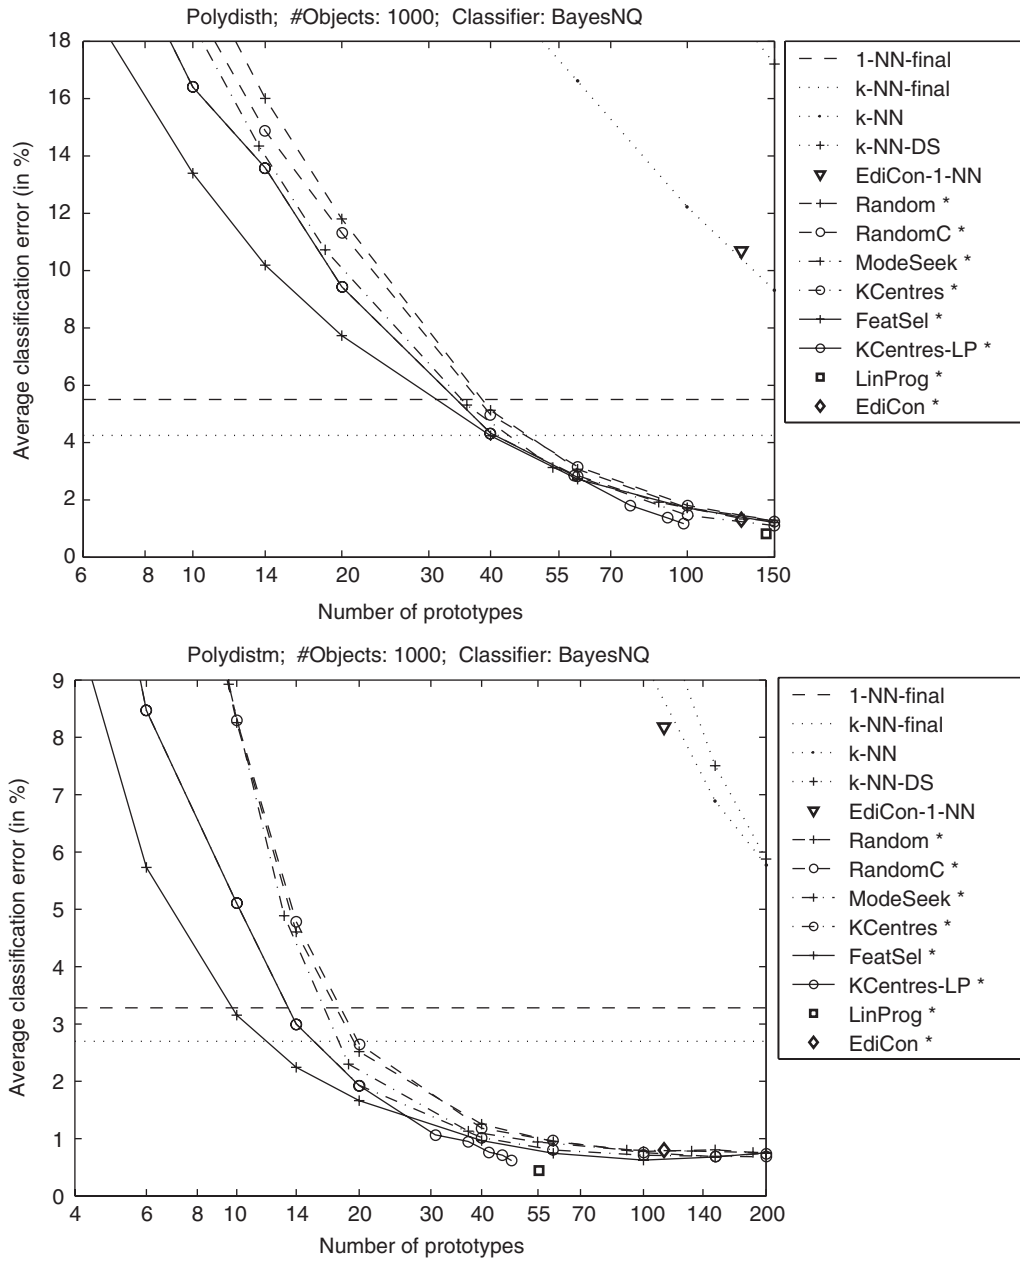 Polydisth; #Objects: 1000; Classifier: BayesNQ
Average classification error (in %)
18
16
14
12
10
8
6
4
2
0
6 8 10 14 20 30 40 55 70 100 150
Number of prototypes
1-NN-final
k-NN-final
k-NN
k-NN-DS
EdiCon-1-NN
Random *
RandomC *
ModeSeek *
KCentres *
FeatSel *
KCentres-LP *
LinProg *
EdiCon *
Polydistm; #Objects: 1000; Classifier: BayesNQ
Average classification error (in %)
9
8
7
6
5
4
3
2
1
0
4 6 10 14 20 30 40 55 70 100 140 200
Number of prototypes
1-NN-final
k-NN-final
k-NN
k-NN-DS
EdiCon-1-NN
Random *
RandomC *
ModeSeek *
KCentres *
FeatSel *
KCentres-LP *
LinProg *
EdiCon *